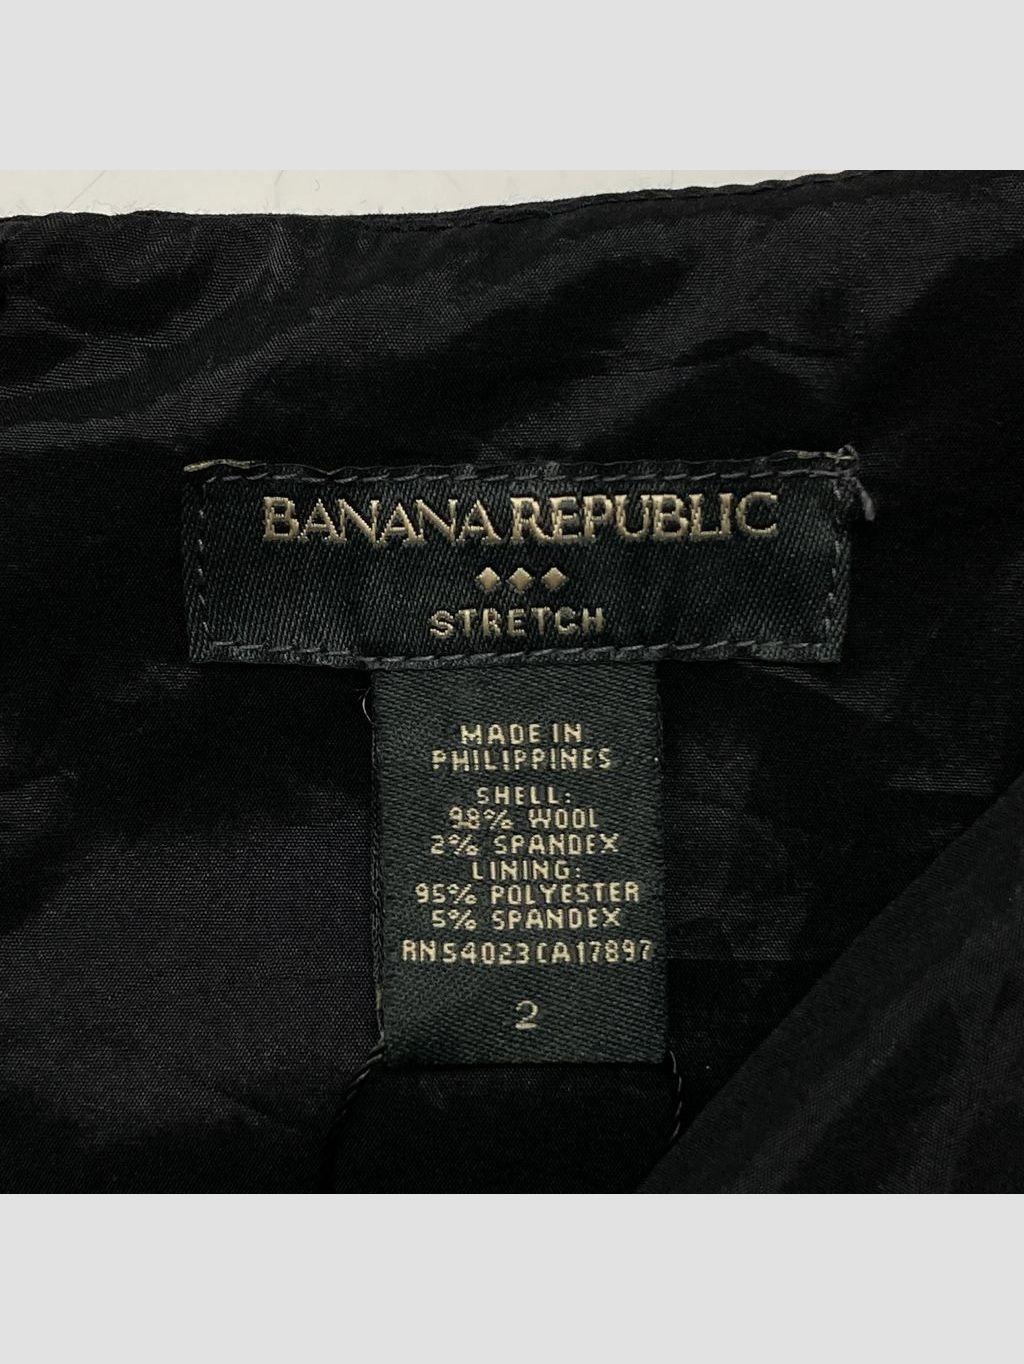 BANANA REPUBLIC
STRETCH
MADE IN
PHILIPPINES
SHELL:
98% WOOL
2% SPANDEX
LINING:
95% POLYESTER
5% SPANDEX
RN54023CA17897
2